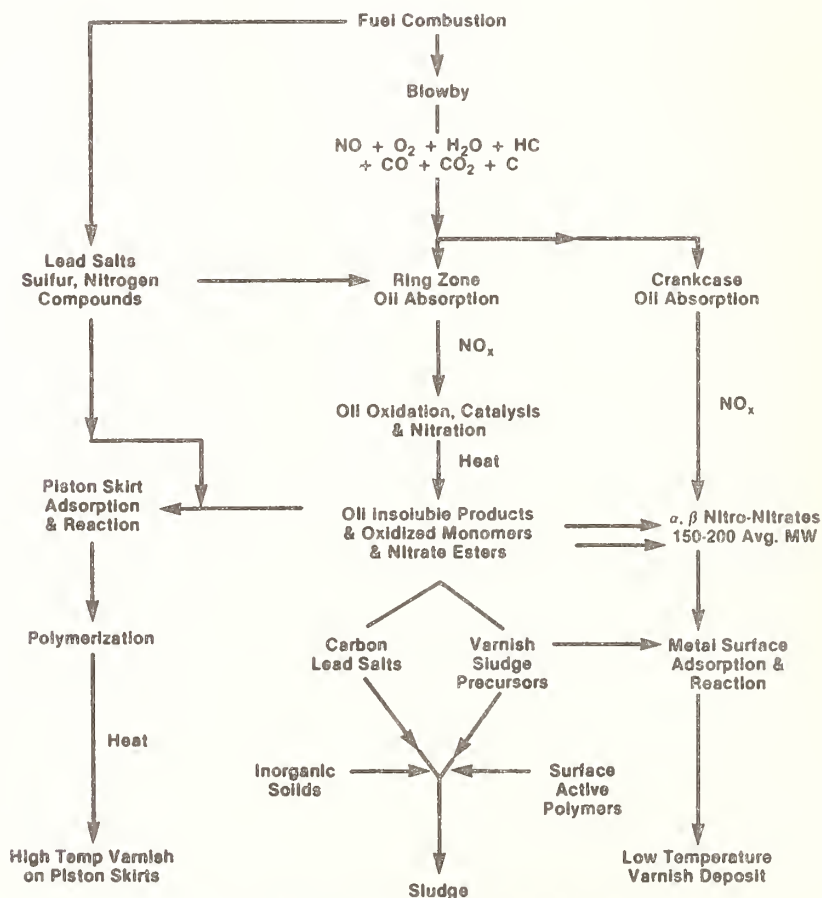 Fuel Combustion
Blowby
NO + O₂ + H₂O + HC
+ CO + CO₂ + C
Lead Salts
Sulfur, Nitrogen
Compounds
Ring Zone
Oil Absorption
Crankcase
Oil Absorption
NOₓ
NOₓ
Oil Oxidation, Catalysis
& Nitration
Heat
Piston Skirt
Adsorption
& Reaction
Oil Insoluble Products
& Oxidized Monomers
& Nitrate Esters
α, β Nitro-Nitrates
150-200 Avg. MW
Polymerization
Carbon
Lead Salts
Varnish
Sludge
Precursors
Metal Surface
Adsorption &
Reaction
Heat
Inorganic
Solids
Surface
Active
Polymers
High Temp Varnish
on Piston Skirts
Low Temperature
Varnish Deposit
Sludge